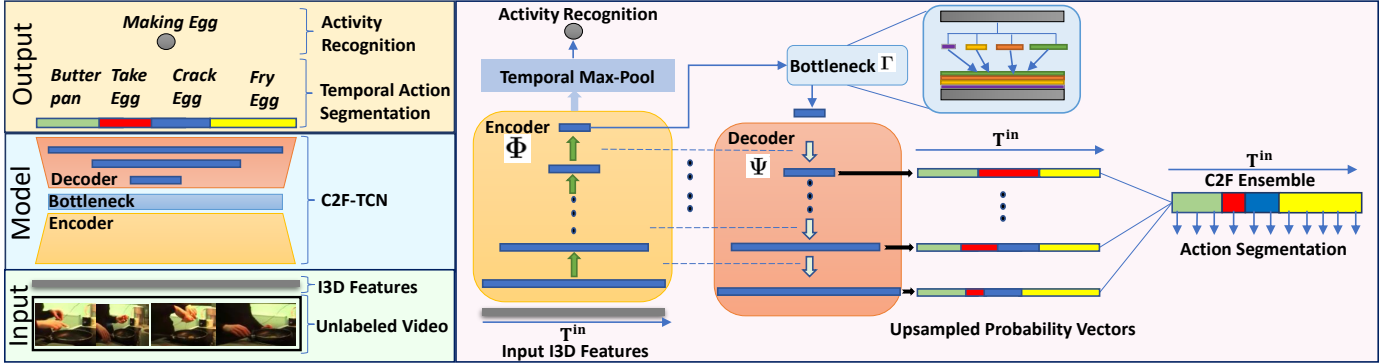 Output
Making Egg
Activity
Recognition
Butter
pan
Take
Egg
Crack
Egg
Fry
Egg
Temporal Action
Segmentation
Model
Decoder
Bottleneck
Encoder
C2F-TCN
Input
I3D Features
Unlabeled Video
Activity Recognition
Temporal Max-Pool
Encoder
Φ
T^in
Input I3D Features
Bottleneck Γ
Decoder
Ψ
T^in
Upsampled Probability Vectors
T^in
C2F Ensemble
Action Segmentation